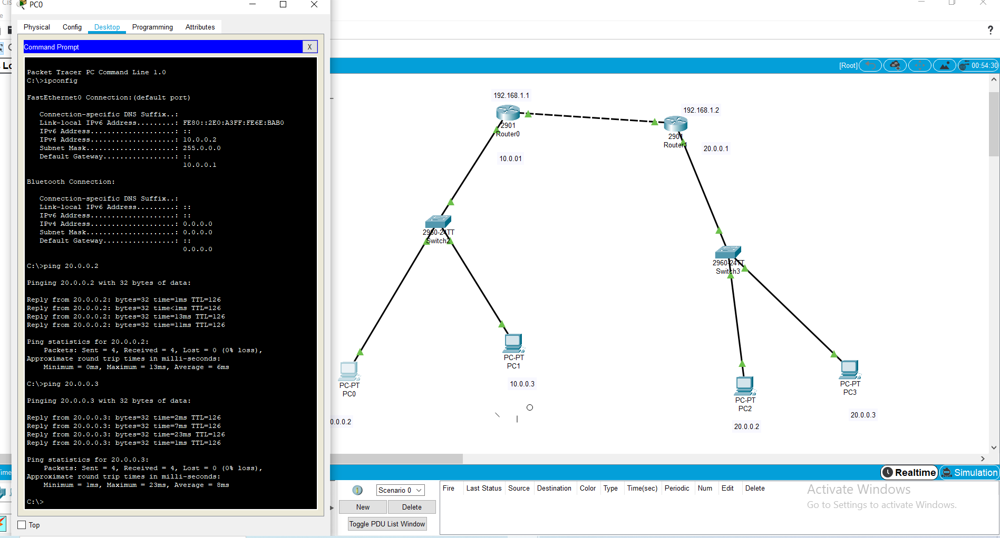 PC0
Physical Config Desktop Programming Attributes
Command Prompt X
Packet Tracer PC Command Line 1.0
C:\>ipconfig
FastEthernet0 Connection:(default port)
Connection-specific DNS Suffix..:
Link-local IPv6 Address.........: FE80::2E0:A3FF:FE6E:BAB0
IPv6 Address....................: ::
IPv4 Address....................: 10.0.0.2
Subnet Mask.....................: 255.0.0.0
Default Gateway.................: ::
10.0.0.1
Bluetooth Connection:
Connection-specific DNS Suffix..:
Link-local IPv6 Address.........: ::
IPv6 Address....................: ::
IPv4 Address....................: 0.0.0.0
Subnet Mask.....................: 0.0.0.0
Default Gateway.................: ::
0.0.0.0
C:\>ping 20.0.0.2
Pinging 20.0.0.2 with 32 bytes of data:
Reply from 20.0.0.2: bytes=32 time=1ms TTL=126
Reply from 20.0.0.2: bytes=32 time<1ms TTL=126
Reply from 20.0.0.2: bytes=32 time=13ms TTL=126
Reply from 20.0.0.2: bytes=32 time=11ms TTL=126
Ping statistics for 20.0.0.2:
Packets: Sent = 4, Received = 4, Lost = 0 (0% loss),
Approximate round trip times in milli-seconds:
Minimum = 0ms, Maximum = 13ms, Average = 6ms
C:\>ping 20.0.0.3
Pinging 20.0.0.3 with 32 bytes of data:
Reply from 20.0.0.3: bytes=32 time=2ms TTL=126
Reply from 20.0.0.3: bytes=32 time=7ms TTL=126
Reply from 20.0.0.3: bytes=32 time=23ms TTL=126
Reply from 20.0.0.3: bytes=32 time=1ms TTL=126
Ping statistics for 20.0.0.3:
Packets: Sent = 4, Received = 4, Lost = 0 (0% loss),
Approximate round trip times in milli-seconds:
Minimum = 1ms, Maximum = 23ms, Average = 8ms
C:\>
Top
?
[Root] 00:54:30
192.168.1.1
2901
Router0
10.0.01
192.168.1.2
2901
Router1
20.0.0.1
2960-24TT
Switch2
2960-24TT
Switch3
PC-PT
PC0
0.0.0.2
PC-PT
PC1
10.0.0.3
PC-PT
PC2
20.0.0.2
PC-PT
PC3
20.0.0.3
Realtime Simulation
Scenario 0
New Delete
Toggle PDU List Window
Fire Last Status Source Destination Color Type Time(sec) Periodic Num Edit Delete
Activate Windows
Go to Settings to activate Windows.